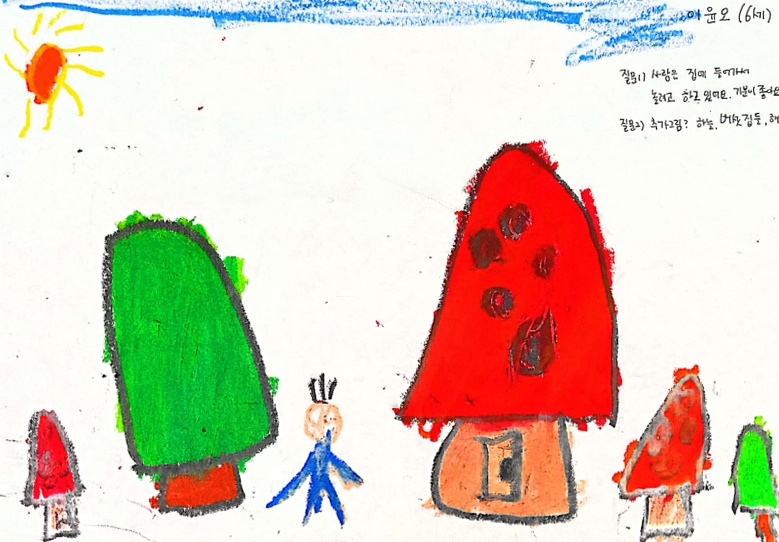 이윤오 (6세)
질문1) 사람은 집에 들어가서
놀려고 하고 있어요. 기분이 좋아요
질문2) 추가그림? 하늘, 버섯집들, 해